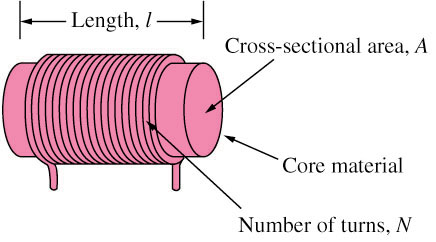 Length, l
Cross-sectional area, A
Core material
Number of turns, N